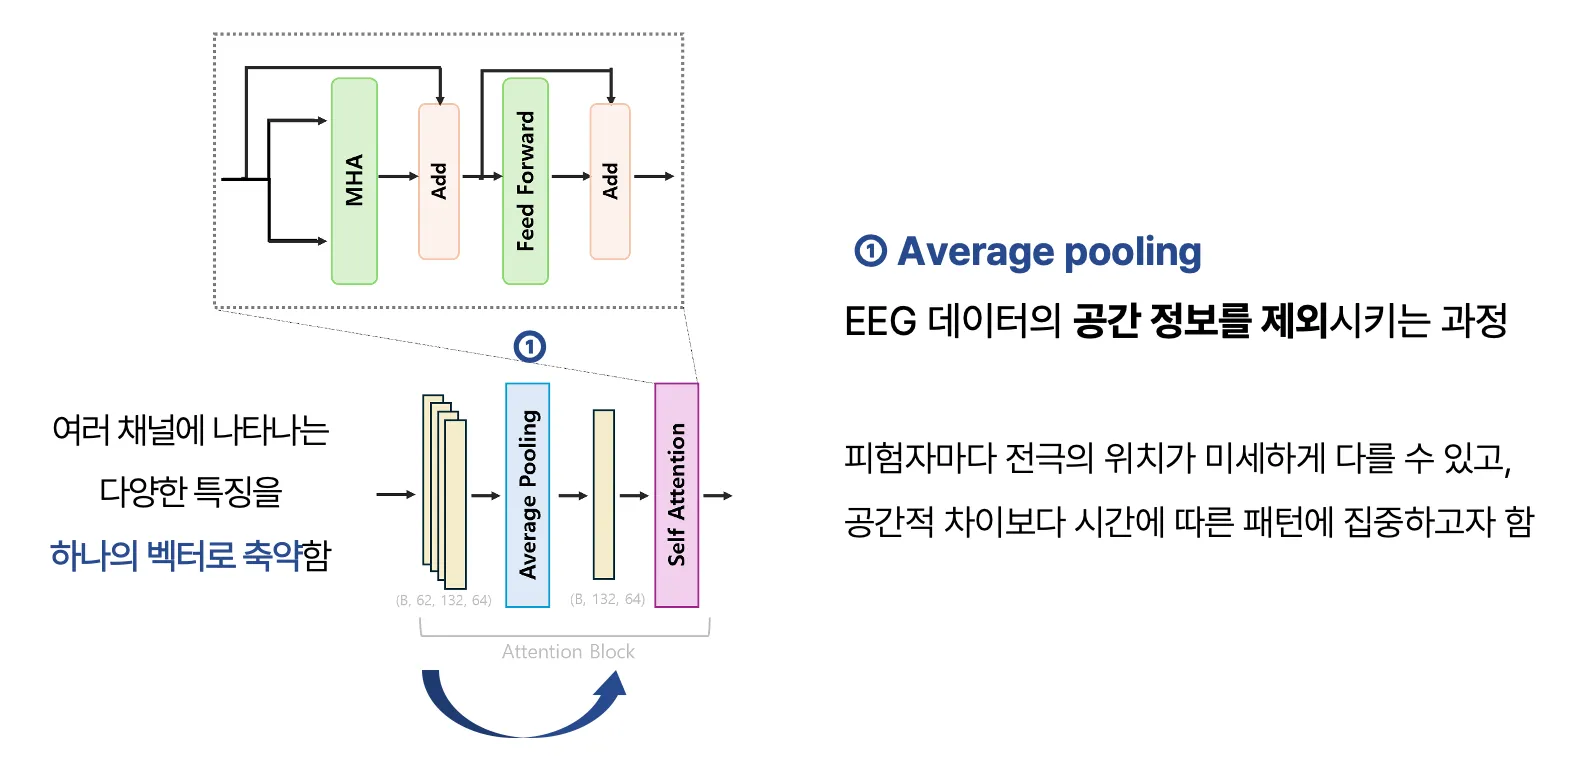 MHA
Add
Feed Forward
Add
①
여러 채널에 나타나는
다양한 특징을
하나의 벡터로 축약함
Average Pooling
Self Attention
(B, 62, 132, 64)
(B, 132, 64)
Attention Block
① Average pooling
EEG 데이터의 공간 정보를 제외시키는 과정
피험자마다 전극의 위치가 미세하게 다를 수 있고,
공간적 차이보다 시간에 따른 패턴에 집중하고자 함